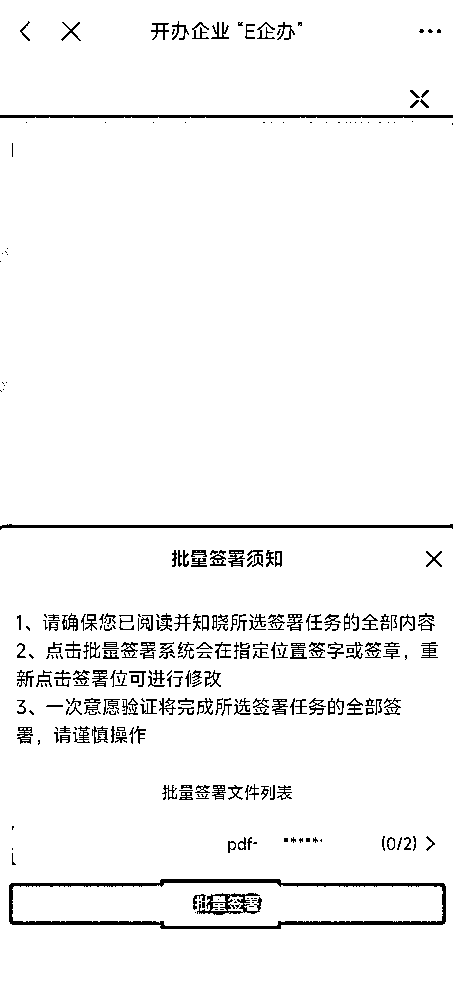 开办企业“E企办”
批量签署须知
1、请确保您已阅读并知晓所选签署任务的全部内容
2、点击批量签署系统会在指定位置签字或签章，重
新点击签署位可进行修改
3、一次意愿验证将完成所选签署任务的全部签
署，请谨慎操作
批量签署文件列表
pdf- ****** (0/2)
批量签署